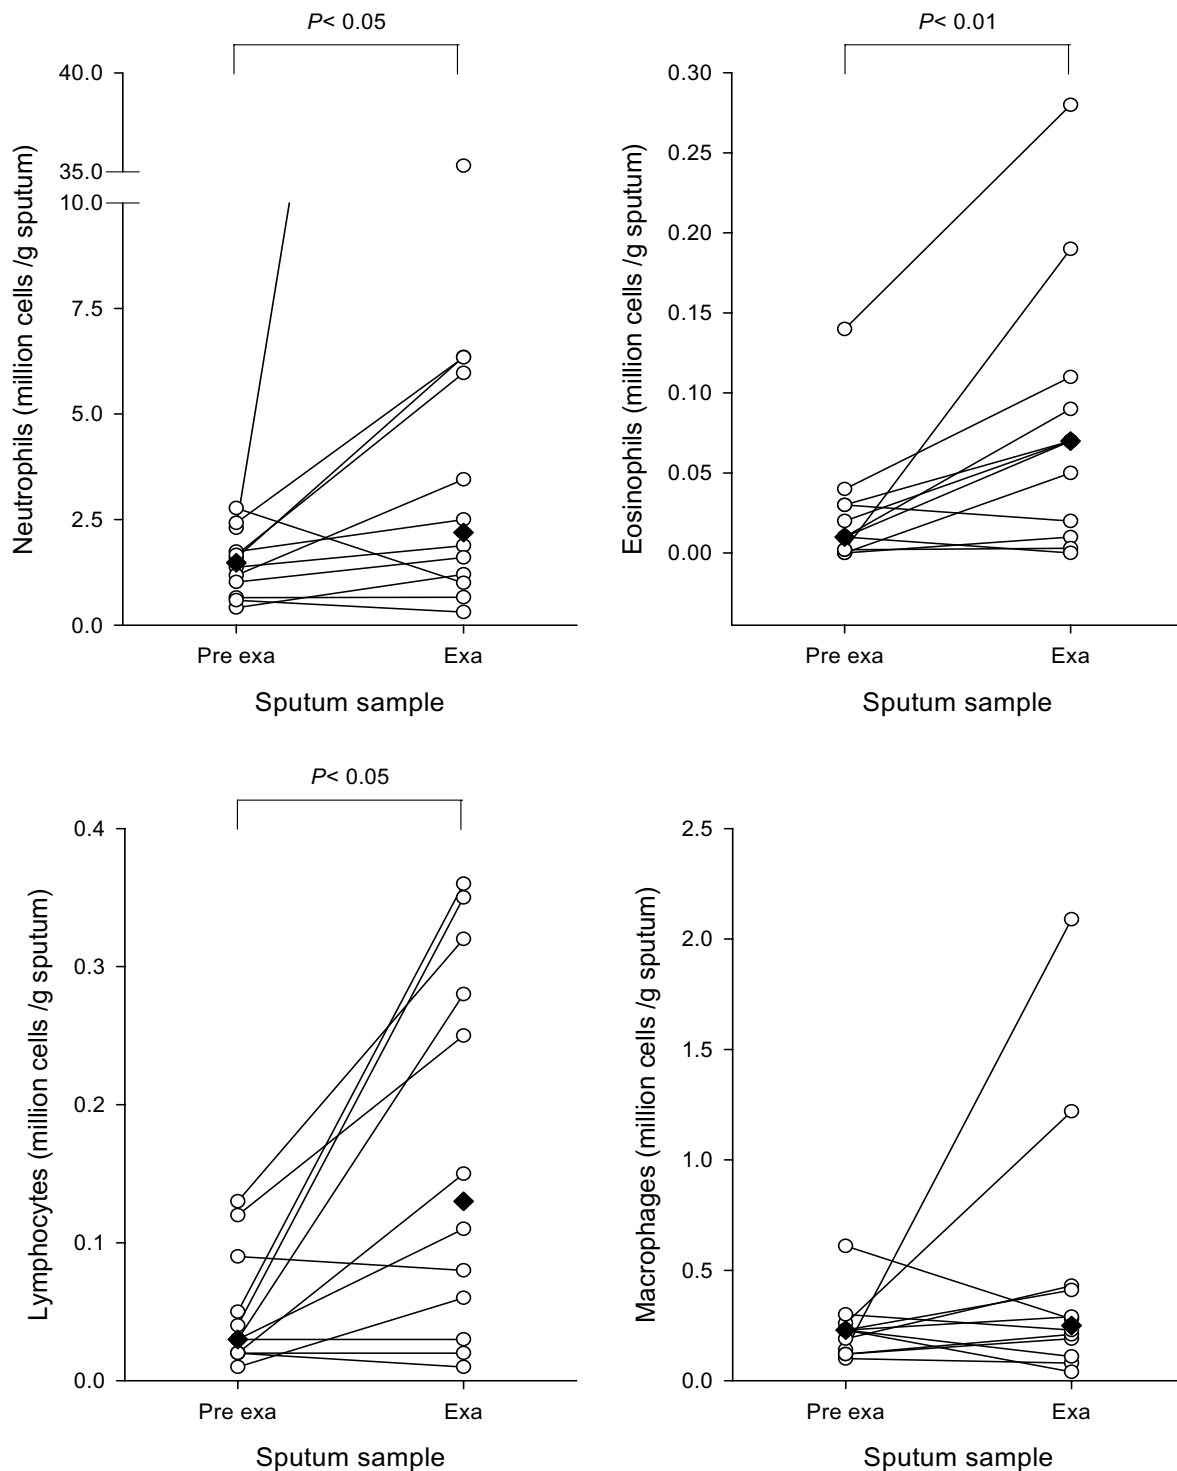 P< 0.05
40.0
35.0
10.0
7.5
5.0
2.5
0.0
Neutrophils (million cells /g sputum)
Pre exa
Exa
Sputum sample
P< 0.01
0.30
0.25
0.20
0.15
0.10
0.05
0.00
Eosinophils (million cells /g sputum)
Pre exa
Exa
Sputum sample
P< 0.05
0.4
0.3
0.2
0.1
0.0
Lymphocytes (million cells /g sputum)
Pre exa
Exa
Sputum sample
2.5
2.0
1.5
1.0
0.5
0.0
Macrophages (million cells /g sputum)
Pre exa
Exa
Sputum sample